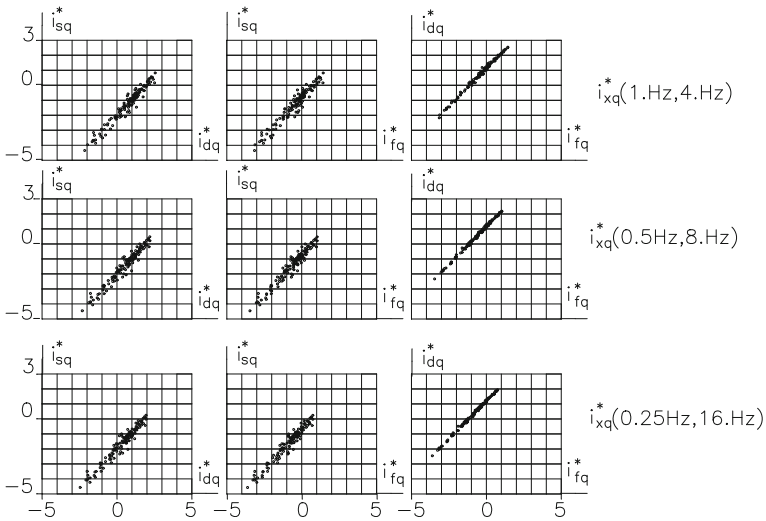 i*sq i*sq i*dq
3
0
−5
i*dq i*fq i*fq
i*xq(1.Hz,4.Hz)
i*sq i*sq i*dq
3
0
−5
i*dq i*fq i*fq
i*xq(0.5Hz,8.Hz)
i*sq i*sq i*dq
3
0
−5
i*dq i*fq i*fq
i*xq(0.25Hz,16.Hz)
−5 0 5 −5 0 5 −5 0 5